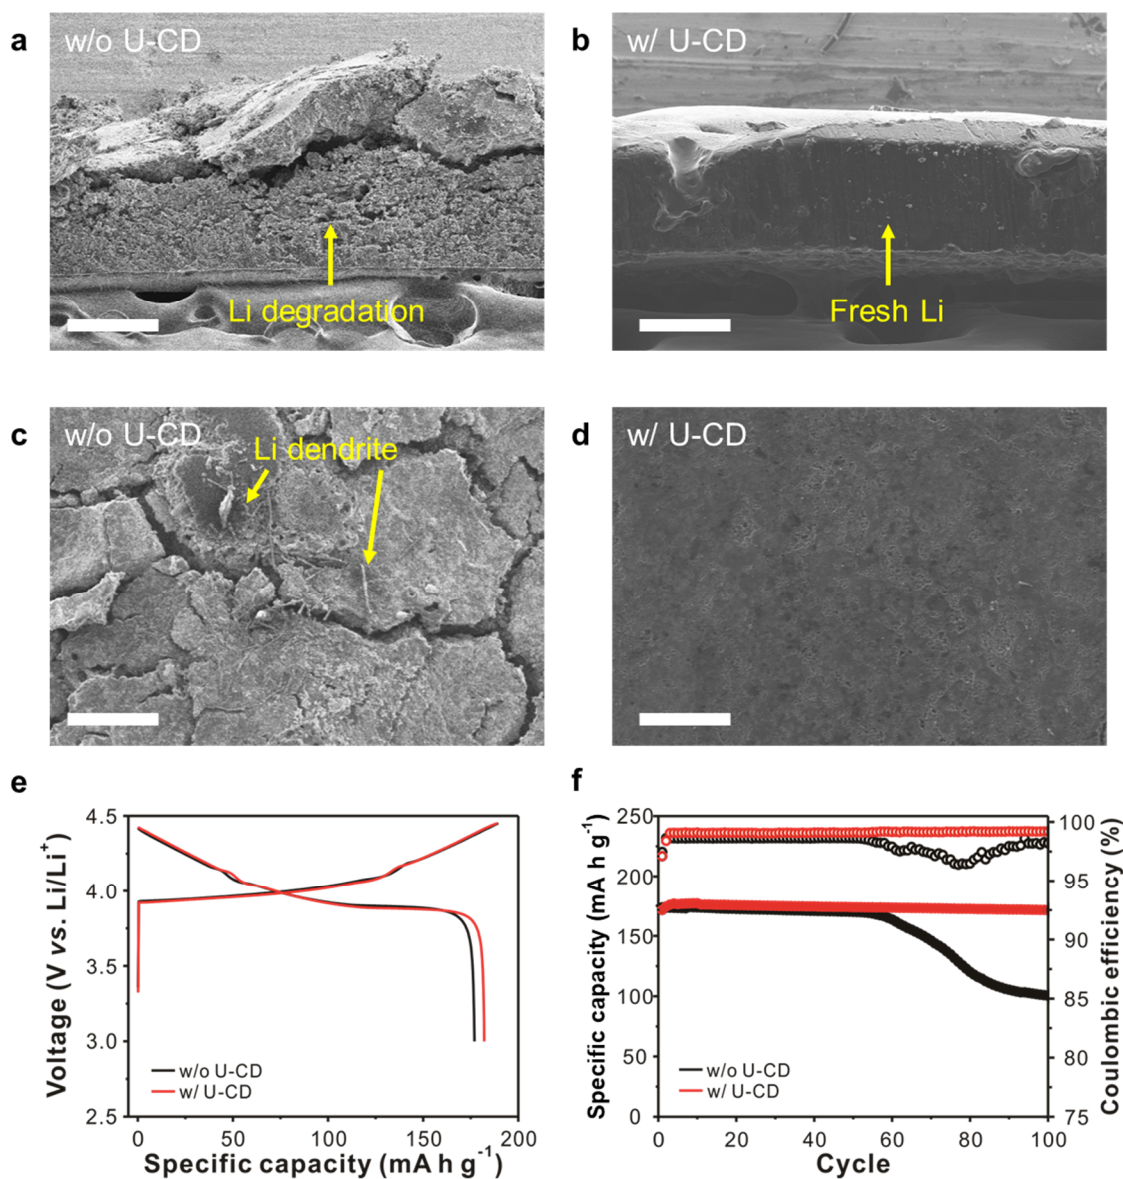 a
w/o U-CD
Li degradation
b
w/ U-CD
Fresh Li
c
w/o U-CD
Li dendrite
d
w/ U-CD
e
Voltage (V vs. Li/Li⁺)
4.5
4.0
3.5
3.0
2.5
w/o U-CD
w/ U-CD
0
50
100
150
200
Specific capacity (mA h g⁻¹)
f
Specific capacity (mA h g⁻¹)
250
200
150
100
50
0
w/o U-CD
w/ U-CD
0
20
40
60
80
100
Cycle
100
95
90
85
80
75
Coulombic efficiency (%)